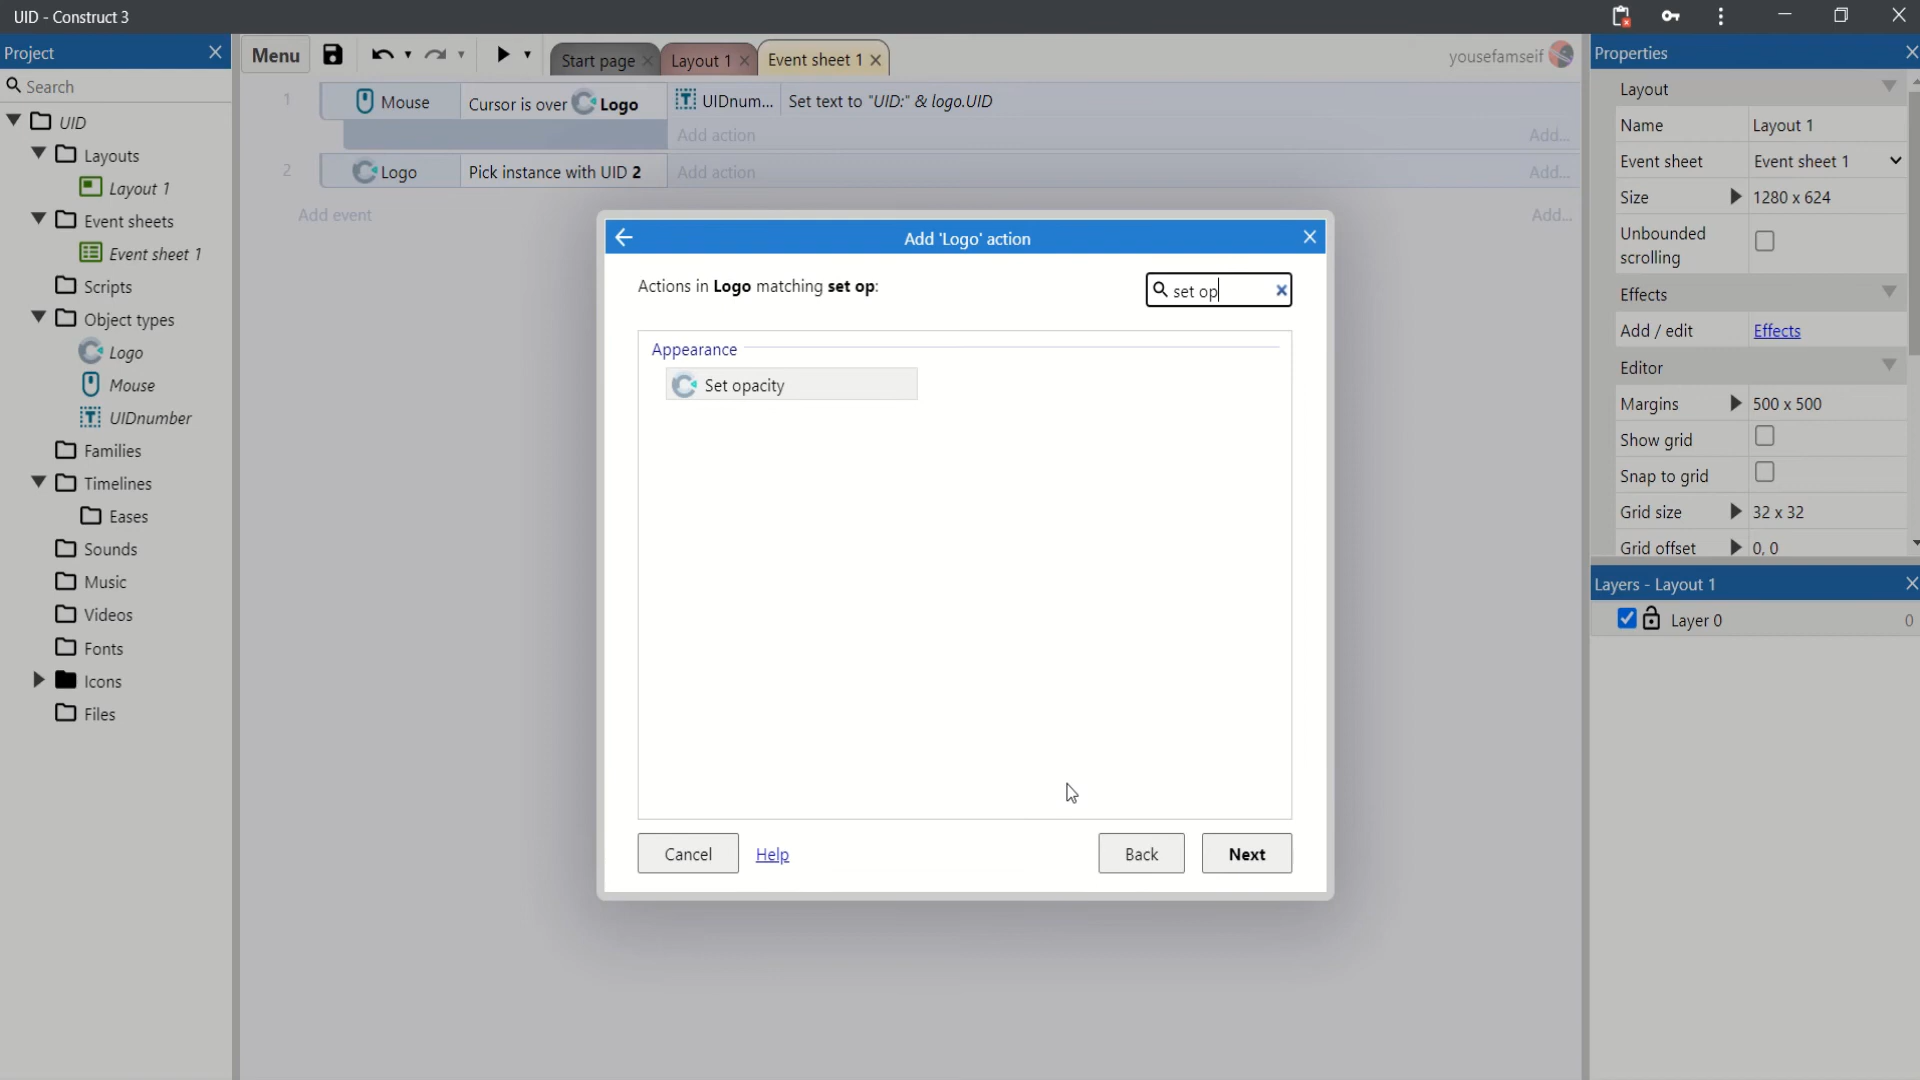 UID - Construct 3
Project
Search
UID
Layouts
Layout 1
Event sheets
Event sheet 1
Scripts
Object types
Logo
Mouse
UIDnumber
Families
Timelines
Eases
Sounds
Music
Videos
Fonts
Icons
Files
Menu
Start page
Layout 1
Event sheet 1
yousefamseif
1
Mouse
Cursor is over Logo
UIDnum...
Set text to "UID:" & logo.UID
Add action
Add...
2
Logo
Pick instance with UID 2
Add action
Add...
Add event
Add...
Add 'Logo' action
Actions in Logo matching set op:
set op
Appearance
Set opacity
Cancel
Help
Back
Next
Properties
Layout
Name
Layout 1
Event sheet
Event sheet 1
Size
1280 x 624
Unbounded
scrolling
Effects
Add / edit
Effects
Editor
Margins
500 x 500
Show grid
Snap to grid
Grid size
32 x 32
Grid offset
0, 0
Layers - Layout 1
Layer 0
0